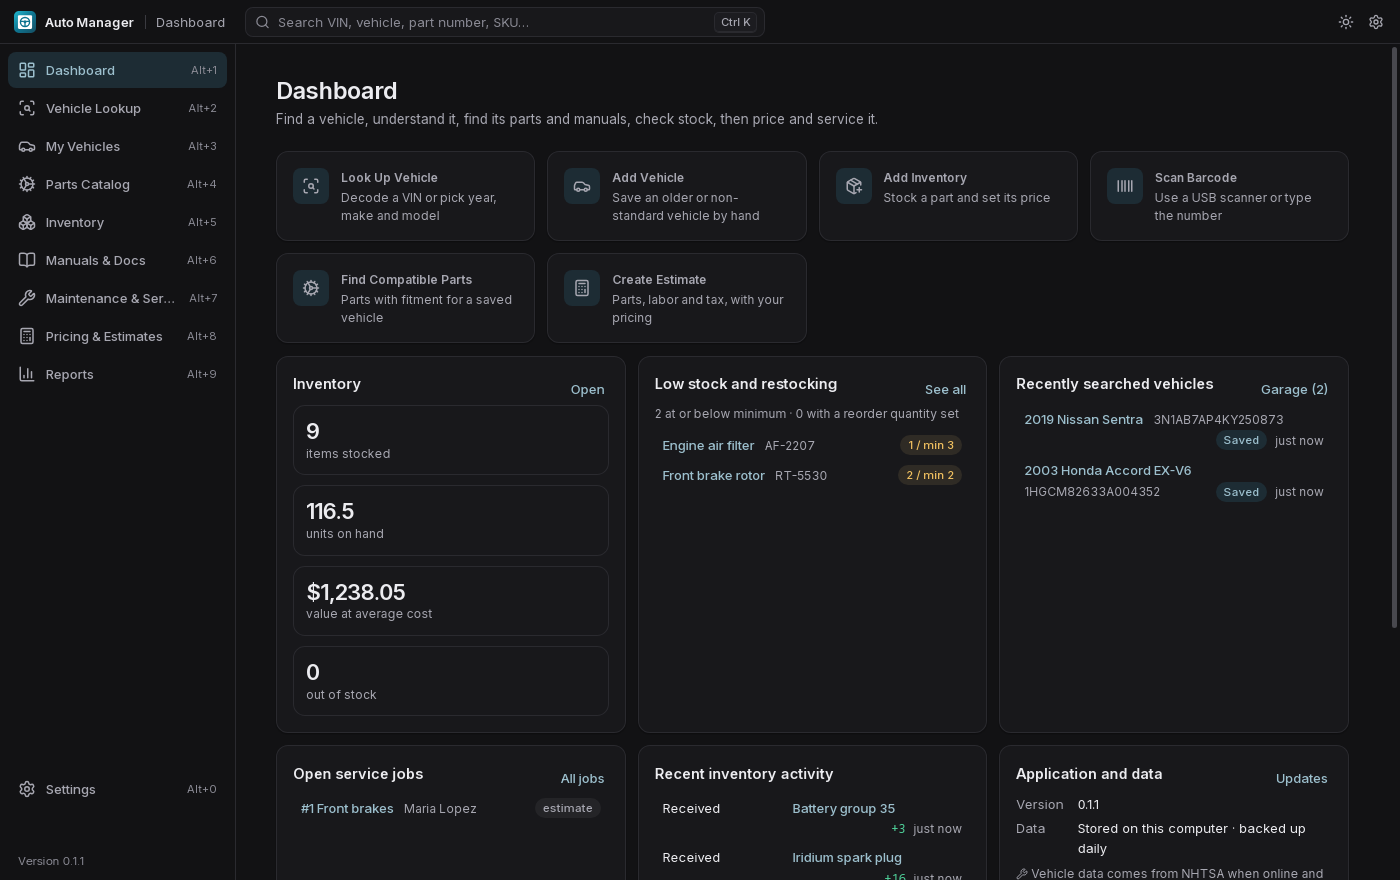 Auto Manager
Dashboard
Search VIN, vehicle, part number, SKU...
Ctrl K
Dashboard Alt+1
Vehicle Lookup Alt+2
My Vehicles Alt+3
Parts Catalog Alt+4
Inventory Alt+5
Manuals & Docs Alt+6
Maintenance & Ser... Alt+7
Pricing & Estimates Alt+8
Reports Alt+9
Settings Alt+0
Version 0.1.1
Dashboard
Find a vehicle, understand it, find its parts and manuals, check stock, then price and service it.
Look Up Vehicle
Decode a VIN or pick year,
make and model
Add Vehicle
Save an older or non-
standard vehicle by hand
Add Inventory
Stock a part and set its price
Scan Barcode
Use a USB scanner or type
the number
Find Compatible Parts
Parts with fitment for a saved
vehicle
Create Estimate
Parts, labor and tax, with your
pricing
Inventory
Open
9
items stocked
116.5
units on hand
$1,238.05
value at average cost
0
out of stock
Low stock and restocking
See all
2 at or below minimum · 0 with a reorder quantity set
Engine air filter AF-2207 1 / min 3
Front brake rotor RT-5530 2 / min 2
Recently searched vehicles
Garage (2)
2019 Nissan Sentra 3N1AB7AP4KY250873
Saved just now
2003 Honda Accord EX-V6
1HGCM82633A004352 Saved just now
Open service jobs
All jobs
#1 Front brakes Maria Lopez estimate
Recent inventory activity
Received Battery group 35
+3 just now
Received Iridium spark plug
+16 just now
Application and data
Updates
Version 0.1.1
Data Stored on this computer · backed up
daily
Vehicle data comes from NHTSA when online and